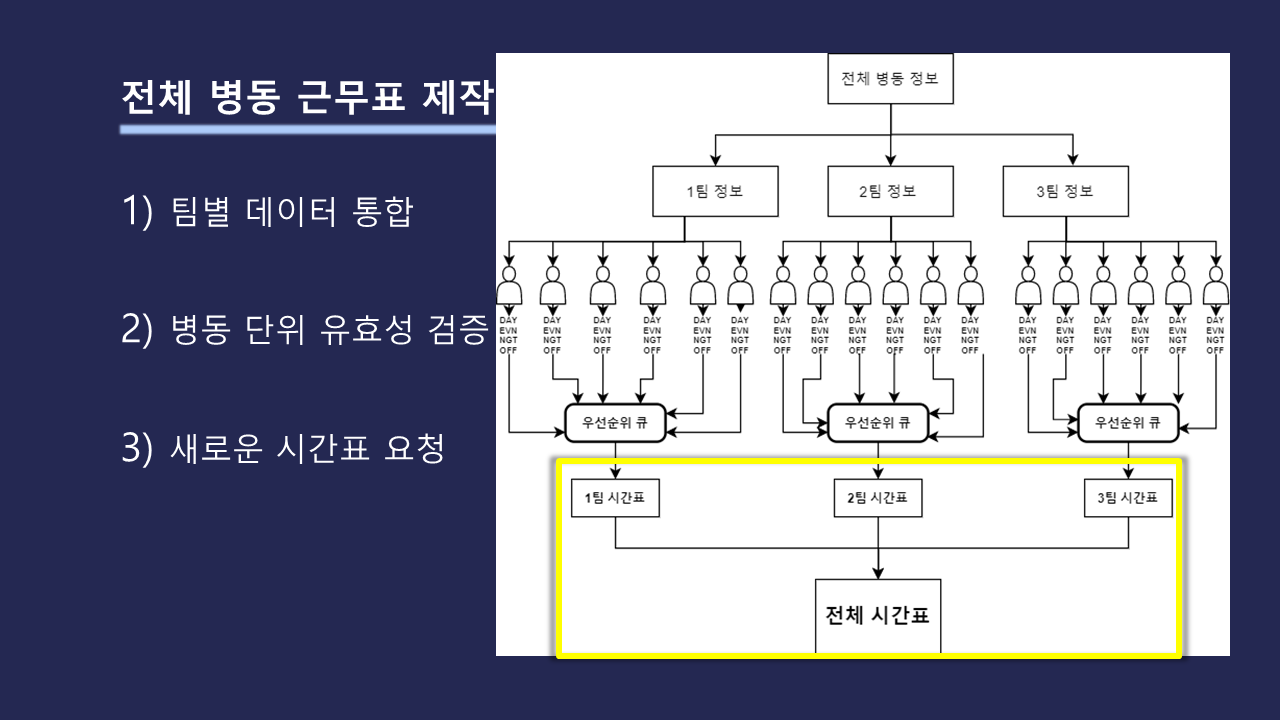 전체 병동 근무표 제작
1) 팀별 데이터 통합
2) 병동 단위 유효성 검증
3) 새로운 시간표 요청
전체 병동 정보
1팀 정보 2팀 정보 3팀 정보
DAY DAY DAY DAY DAY DAY DAY DAY DAY DAY DAY DAY DAY DAY DAY DAY DAY DAY
EVN EVN EVN EVN EVN EVN EVN EVN EVN EVN EVN EVN EVN EVN EVN EVN EVN EVN
NGT NGT NGT NGT NGT NGT NGT NGT NGT NGT NGT NGT NGT NGT NGT NGT NGT NGT
OFF OFF OFF OFF OFF OFF OFF OFF OFF OFF OFF OFF OFF OFF OFF OFF OFF OFF
우선순위 큐 우선순위 큐 우선순위 큐
1팀 시간표 2팀 시간표 3팀 시간표
전체 시간표